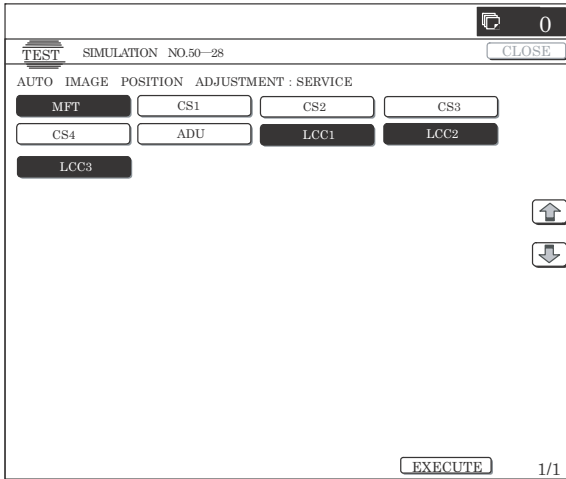 0
TEST SIMULATION NO.50—28 CLOSE
AUTO IMAGE POSITION ADJUSTMENT : SERVICE
MFT CS1 CS2 CS3
CS4 ADU LCC1 LCC2
LCC3
EXECUTE 1/1